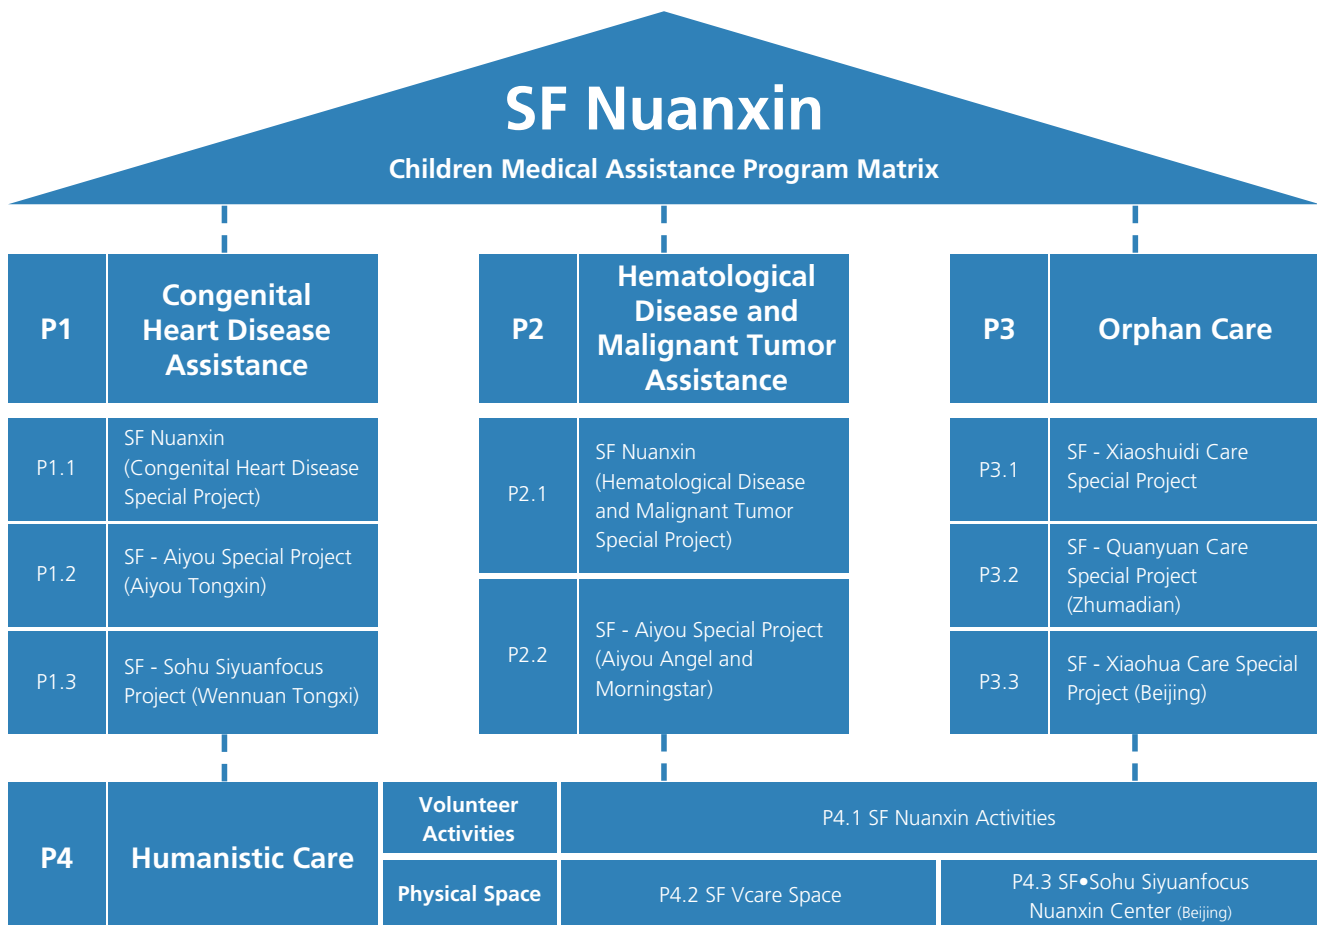 SF Nuanxin
Children Medical Assistance Program Matrix
P1
Congenital
Heart Disease
Assistance
P1.1
SF Nuanxin
(Congenital Heart Disease
Special Project)
P1.2
SF - Aiyou Special Project
(Aiyou Tongxin)
P1.3
SF - Sohu Siyuanfocus
Project (Wennuan Tongxi)
P2
Hematological
Disease and
Malignant Tumor
Assistance
P2.1
SF Nuanxin
(Hematological Disease
and Malignant Tumor
Special Project)
P2.2
SF - Aiyou Special Project
(Aiyou Angel and
Morningstar)
P3
Orphan Care
P3.1
SF - Xiaoshuidi Care
Special Project
P3.2
SF - Quanyuan Care
Special Project
(Zhumadian)
P3.3
SF - Xiaohua Care Special
Project (Beijing)
P4
Humanistic Care
Volunteer
Activities
P4.1 SF Nuanxin Activities
Physical Space
P4.2 SF Vcare Space
P4.3 SF•Sohu Siyuanfocus
Nuanxin Center (Beijing)